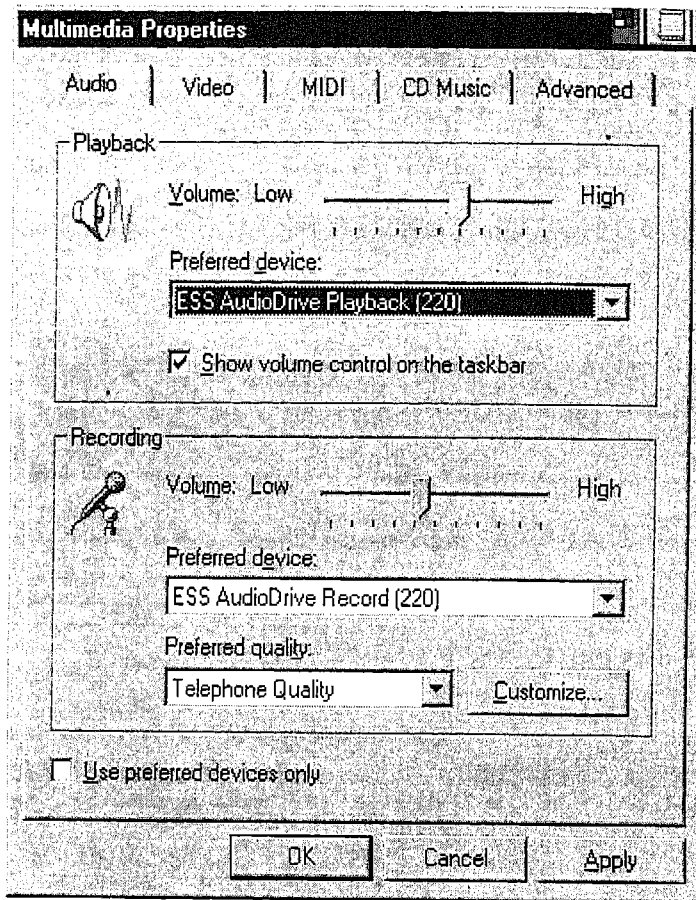 Multimedia Properties
Audio Video MIDI CD Music Advanced
Playback
Volume: Low High
Preferred device:
ESS AudioDrive Playback (220)
Show volume control on the taskbar
Recording
Volume: Low High
Preferred device:
ESS AudioDrive Record (220)
Preferred quality:
Telephone Quality Customize...
Use preferred devices only
OK Cancel Apply